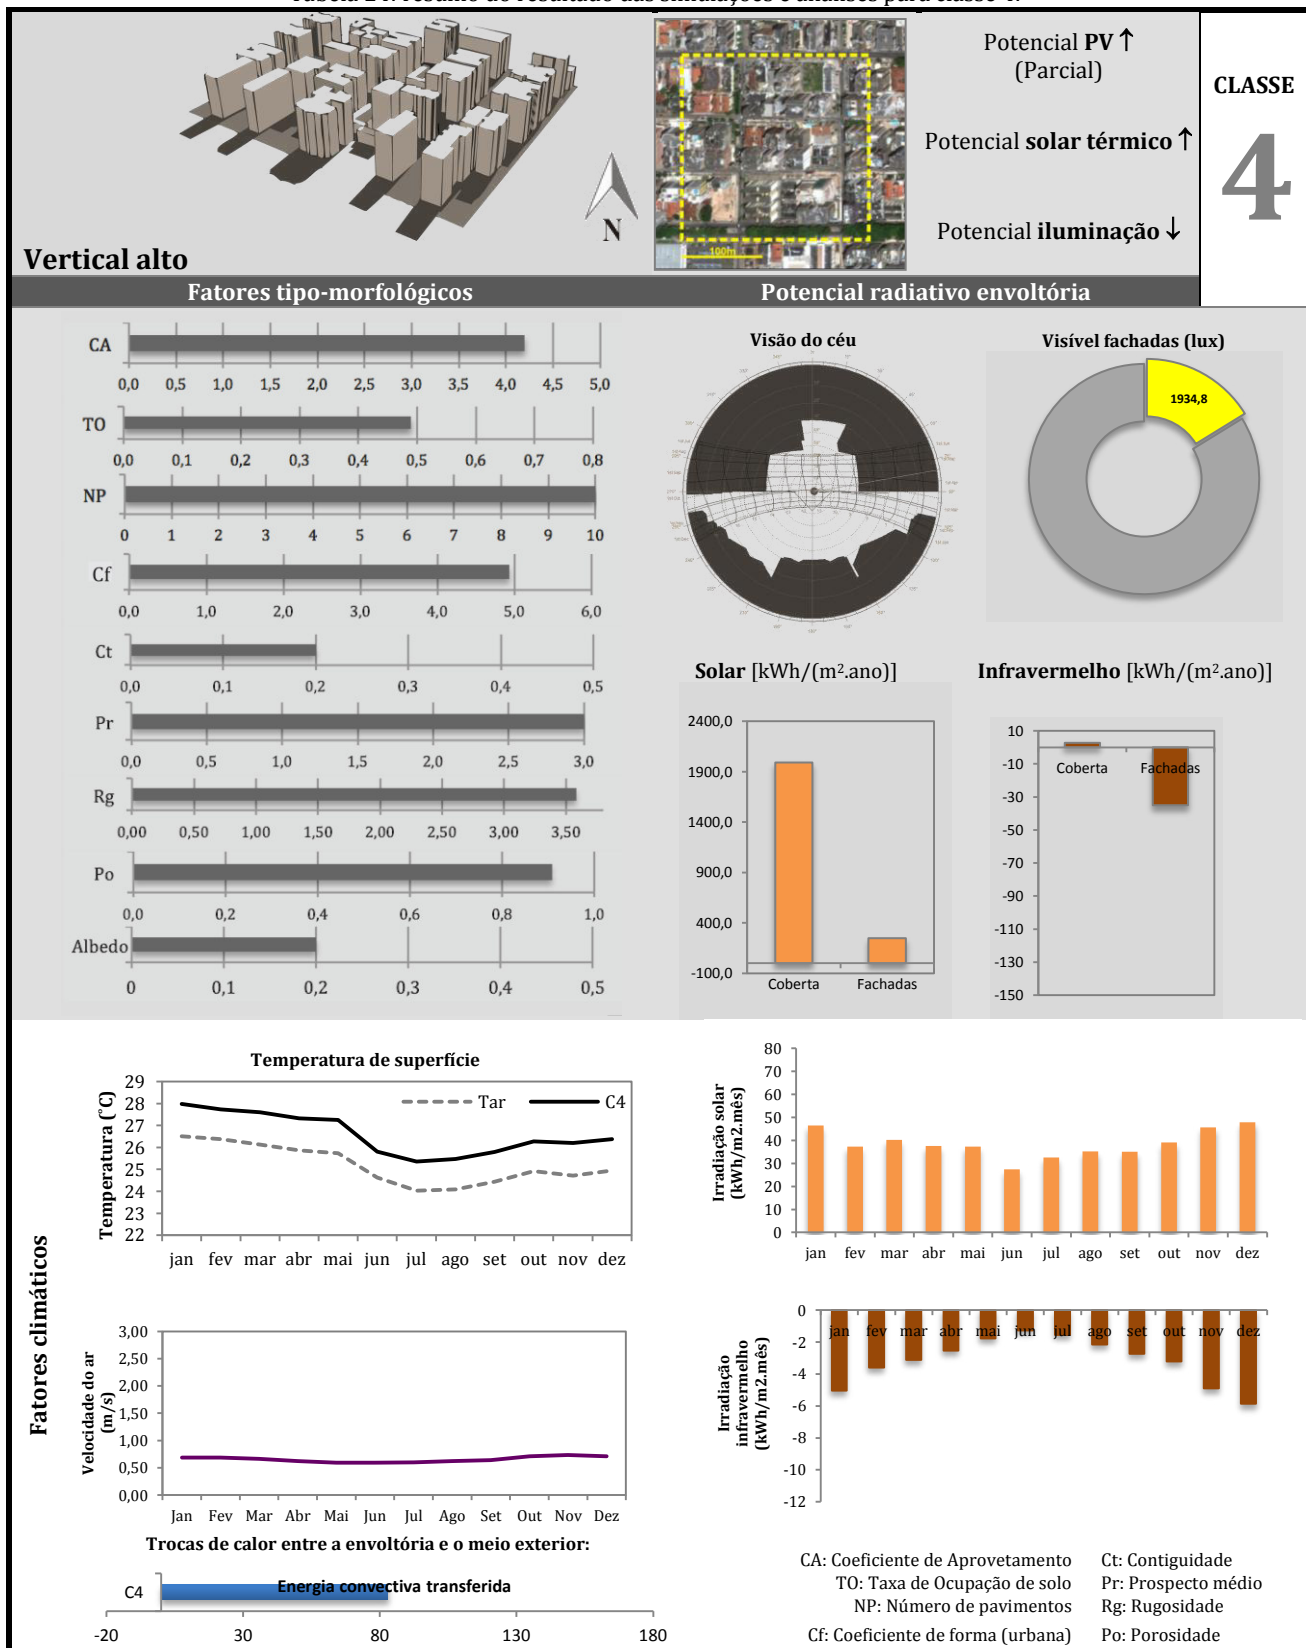 Vertical alto
N
100m
Potencial PV ↑
(Parcial)
Potencial solar térmico ↑
Potencial iluminação ↓
CLASSE
4
Fatores tipo-morfológicos
Potencial radiativo envoltória
CA
0,0 0,5 1,0 1,5 2,0 2,5 3,0 3,5 4,0 4,5 5,0
TO
0,0 0,1 0,2 0,3 0,4 0,5 0,6 0,7 0,8
NP
0 1 2 3 4 5 6 7 8 9 10
Cf
0,0 1,0 2,0 3,0 4,0 5,0 6,0
Ct
0,0 0,1 0,2 0,3 0,4 0,5
Pr
0,0 0,5 1,0 1,5 2,0 2,5 3,0
Rg
0,00 0,50 1,00 1,50 2,00 2,50 3,00 3,50
Po
0,0 0,2 0,4 0,6 0,8 1,0
Albedo
0 0,1 0,2 0,3 0,4 0,5
Visão do céu
Visível fachadas (lux)
1934,8
Solar [kWh/(m².ano)]
2400,0
1900,0
1400,0
900,0
400,0
-100,0
Coberta Fachadas
Infravermelho [kWh/(m².ano)]
10
-10
-30
-50
-70
-90
-110
-130
-150
Coberta Fachadas
Fatores climáticos
Temperatura de superfície
Temperatura (˚C)
29
28
27
26
25
24
23
22
Tar C4
jan fev mar abr mai jun jul ago set out nov dez
Irradiação solar
(kWh/m2.mês)
80
70
60
50
40
30
20
10
0
jan fev mar abr mai jun jul ago set out nov dez
Velocidade do ar
(m/s)
3,00
2,50
2,00
1,50
1,00
0,50
0,00
Jan Fev Mar Abr Mai Jun Jul Ago Set Out Nov Dez
Irradiação
infravermelho
(kWh/m2.mês)
0
-2
-4
-6
-8
-10
-12
jan fev mar abr mai jun jul ago set out nov dez
Trocas de calor entre a envoltória e o meio exterior:
C4
Energia convectiva transferida
-20 30 80 130 180
CA: Coeficiente de Aprovetamento Ct: Contiguidade
TO: Taxa de Ocupação de solo Pr: Prospecto médio
NP: Número de pavimentos Rg: Rugosidade
Cf: Coeficiente de forma (urbana) Po: Porosidade